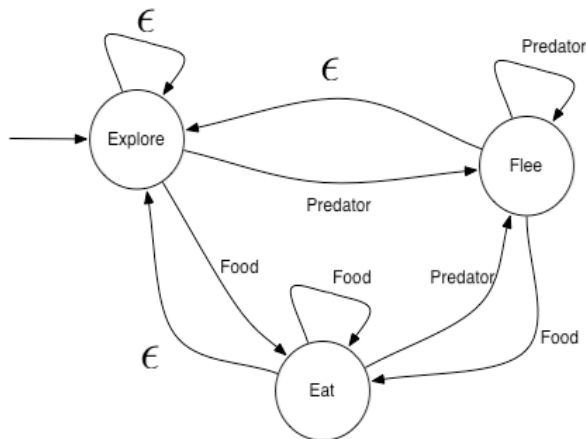 ϵ
Predator
ϵ
Explore
Flee
Predator
Food
Food
Predator
Food
ϵ
Eat